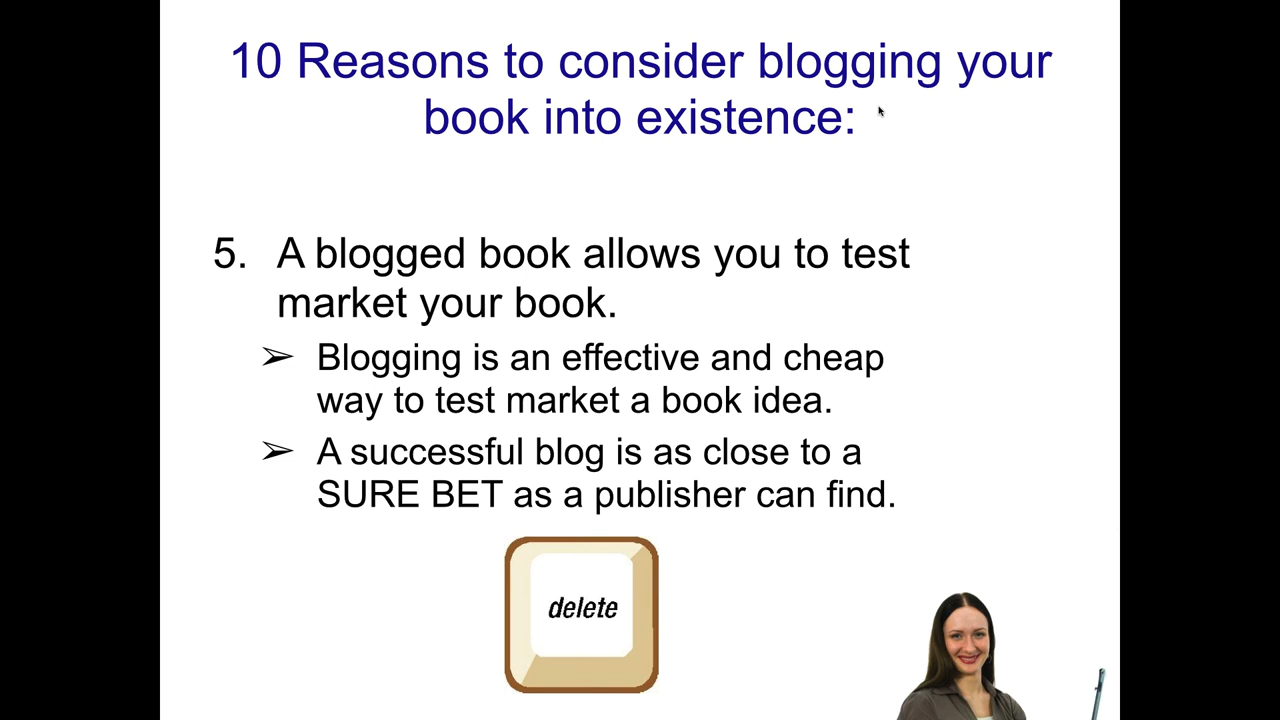 10 Reasons to consider blogging your
book into existence:
5. A blogged book allows you to test
market your book.
➢ Blogging is an effective and cheap
way to test market a book idea.
➢ A successful blog is as close to a
SURE BET as a publisher can find.
delete